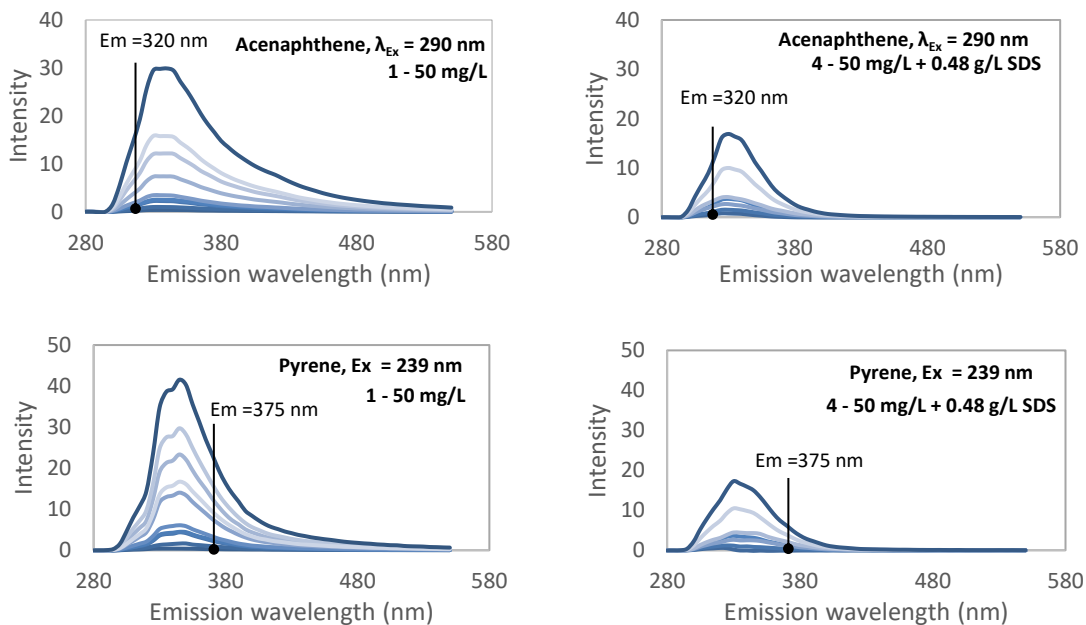 40
30
20
10
0
Intensity
Em =320 nm
Acenaphthene, λEx = 290 nm
1 - 50 mg/L
280 380 480 580
Emission wavelength (nm)
40
30
20
10
0
Intensity
Acenaphthene, λEx = 290 nm
4 - 50 mg/L + 0.48 g/L SDS
Em =320 nm
280 380 480 580
Emission wavelength (nm)
50
40
30
20
10
0
Intensity
Pyrene, Ex = 239 nm
1 - 50 mg/L
Em =375 nm
280 380 480 580
Emission wavelength (nm)
50
40
30
20
10
0
Intensity
Pyrene, Ex = 239 nm
4 - 50 mg/L + 0.48 g/L SDS
Em =375 nm
280 380 480 580
Emission wavelength (nm)